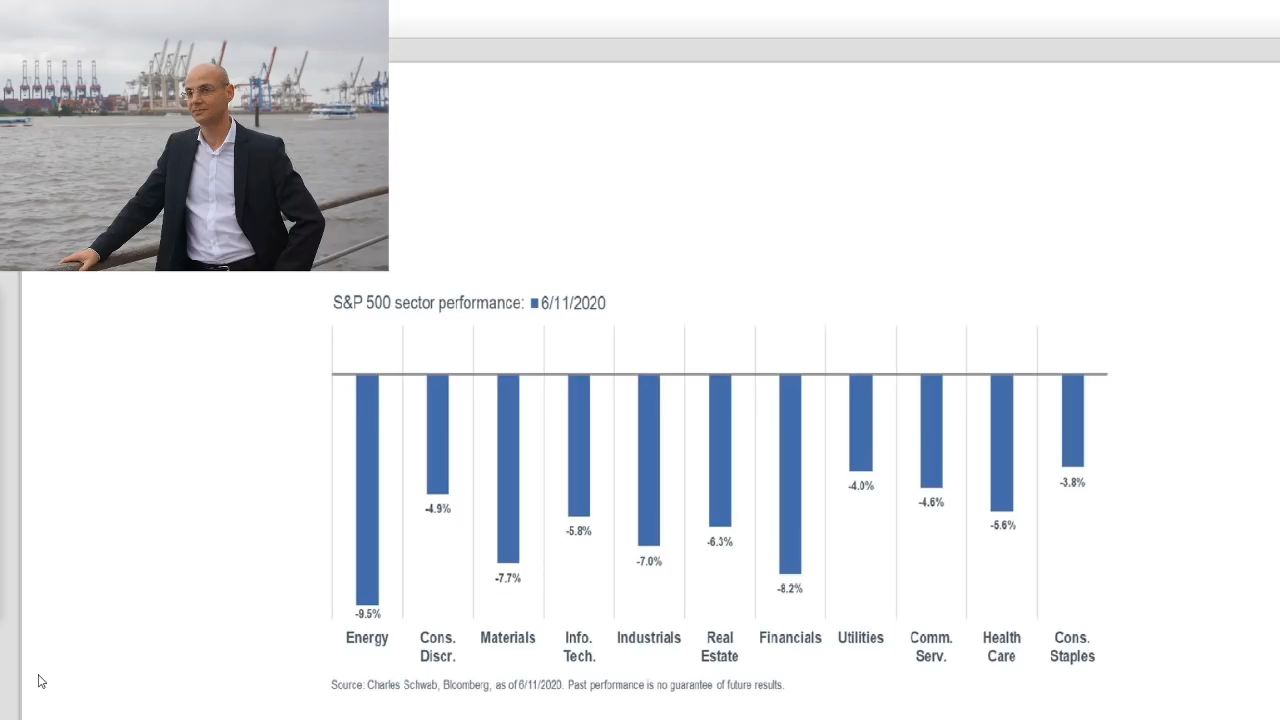 S&P 500 sector performance: 6/11/2020
-9.5%
-4.9%
-7.7%
-5.8%
-7.0%
-6.3%
-8.2%
-4.0%
-4.6%
-5.6%
-3.8%
Energy
Cons.
Discr.
Materials
Info.
Tech.
Industrials
Real
Estate
Financials
Utilities
Comm.
Serv.
Health
Care
Cons.
Staples
Source: Charles Schwab, Bloomberg, as of 6/11/2020. Past performance is no guarantee of future results.